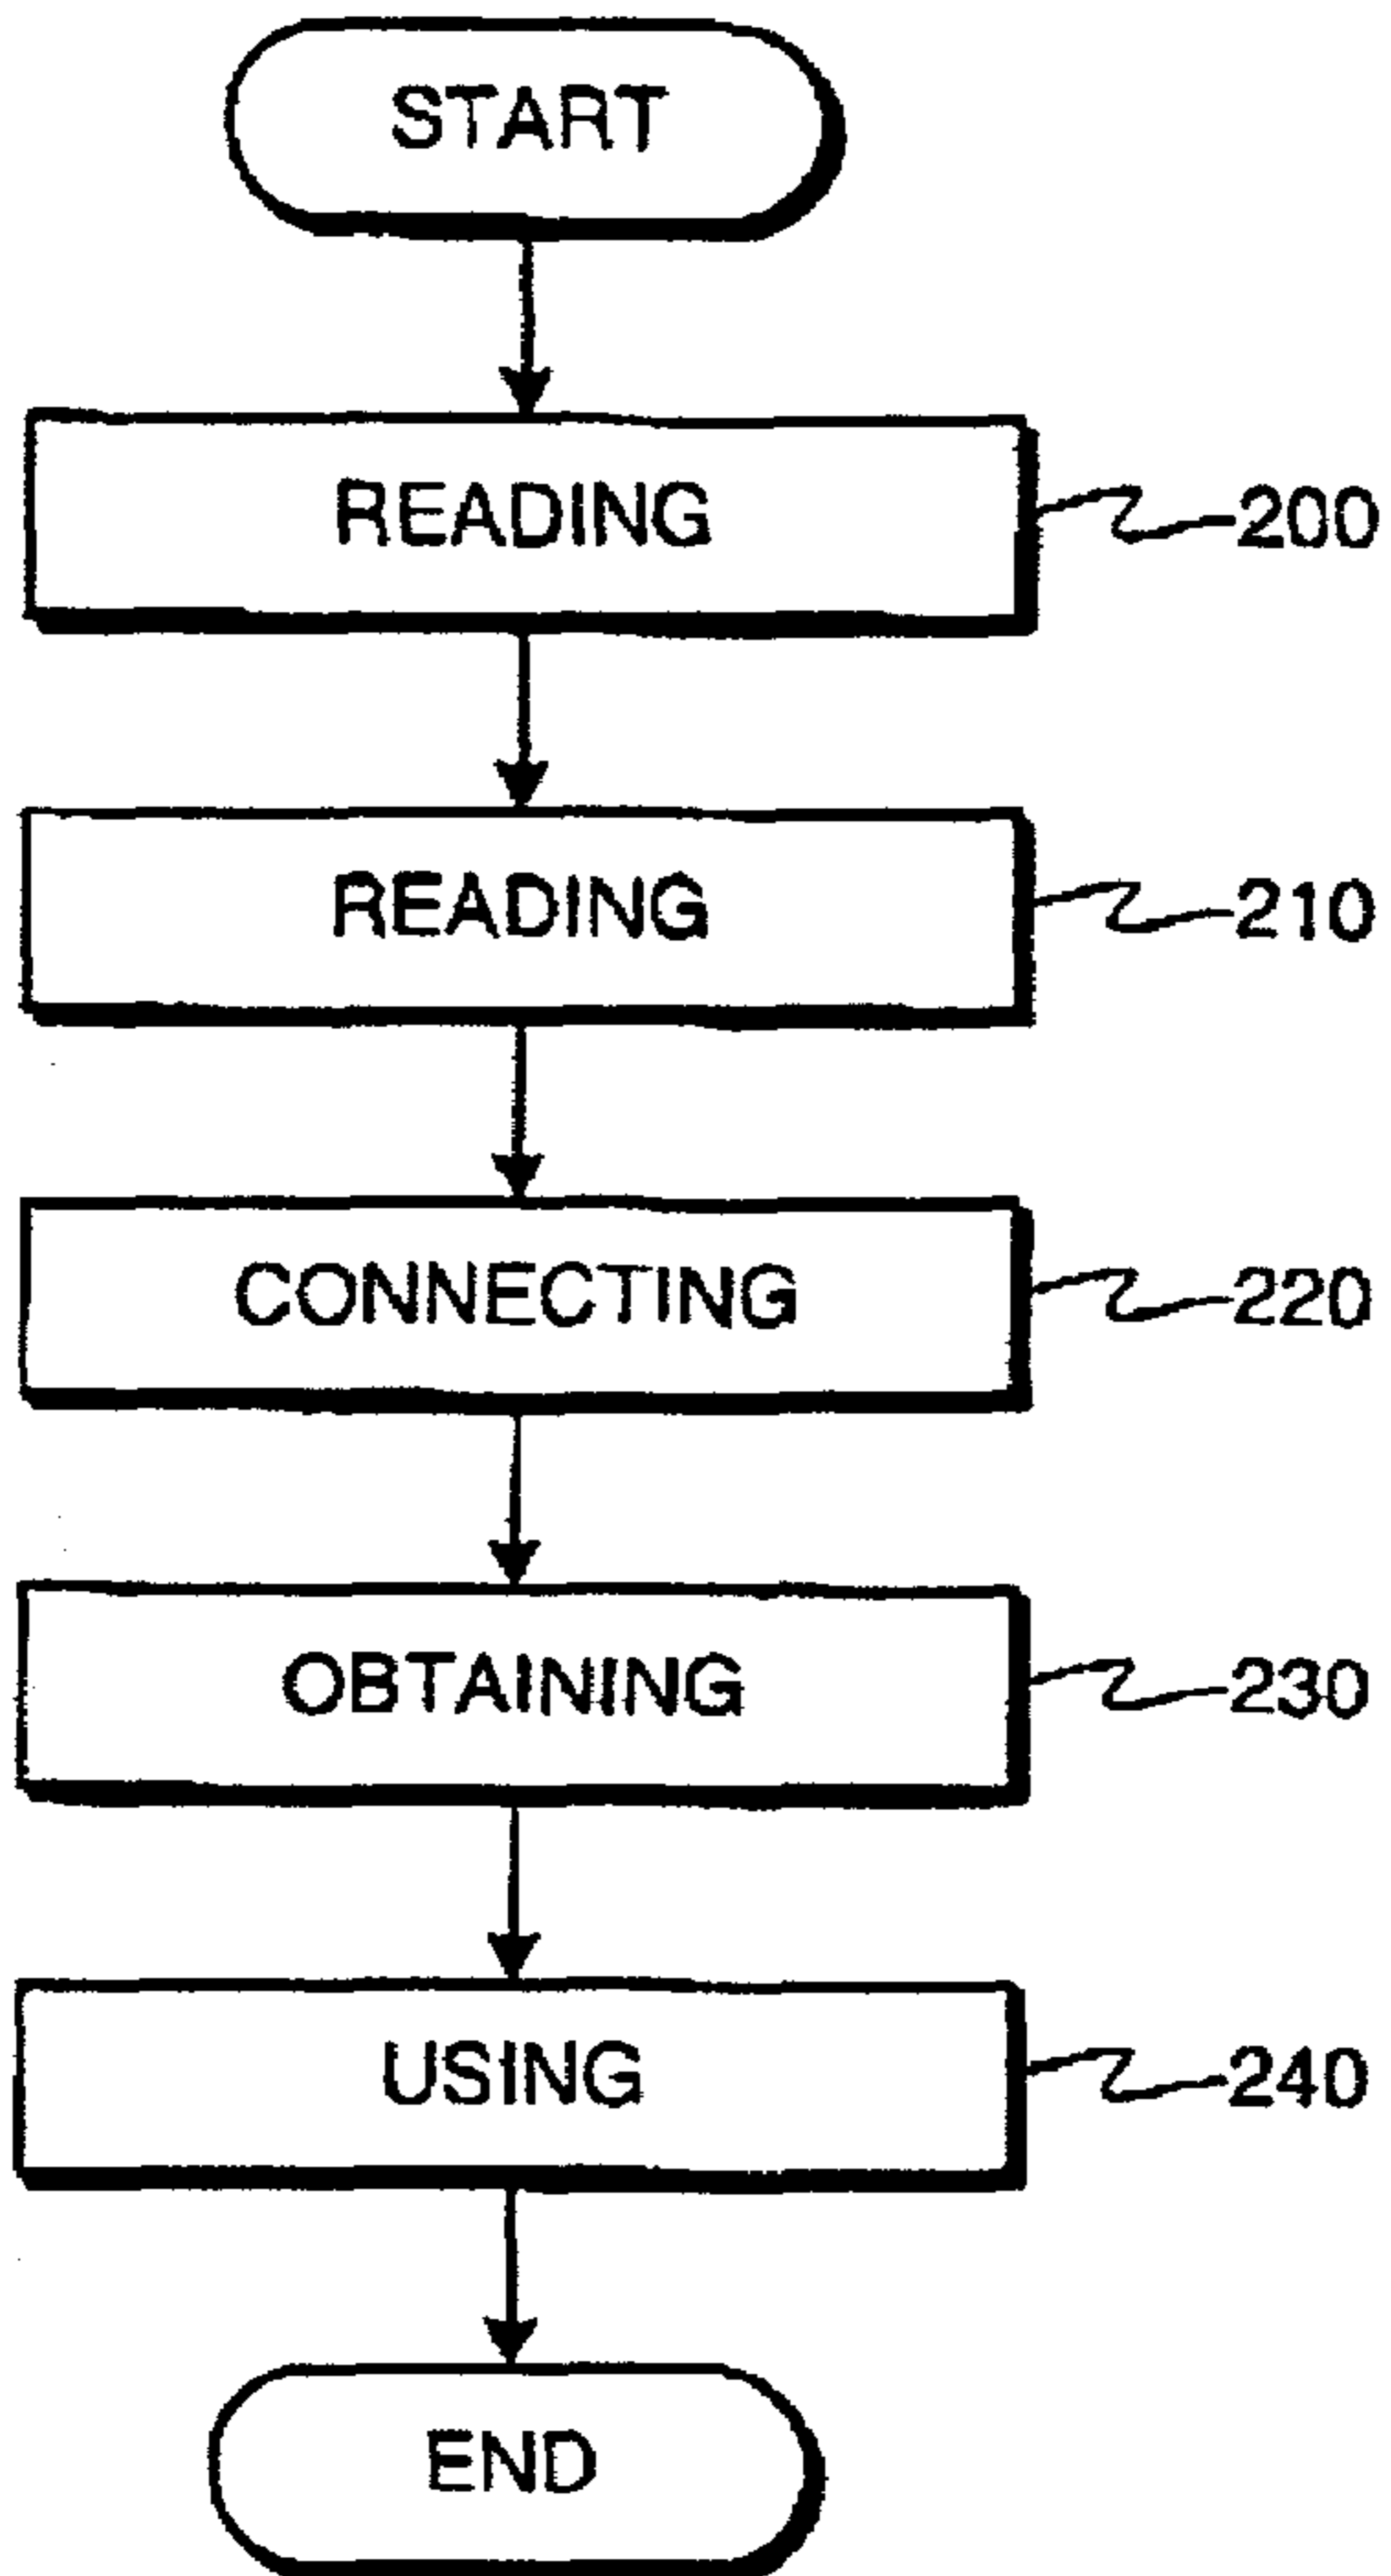 START
READING 200
READING 210
CONNECTING 220
OBTAINING 230
USING 240
END